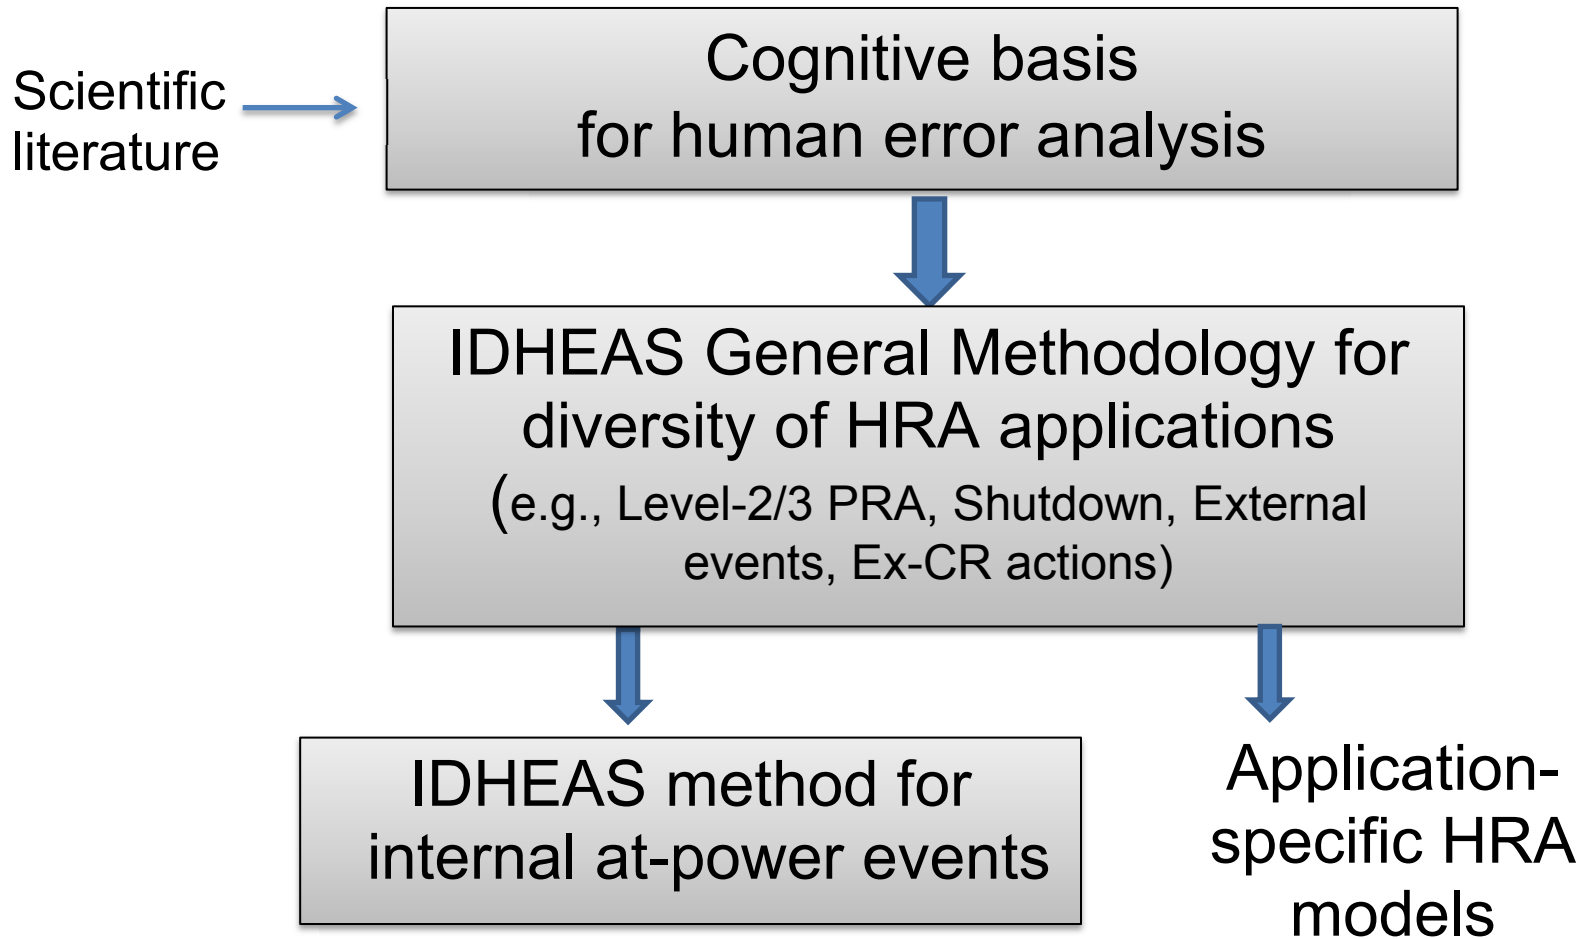 Scientific
literature
Cognitive basis
for human error analysis
IDHEAS General Methodology for
diversity of HRA applications
(e.g., Level-2/3 PRA, Shutdown, External
events, Ex-CR actions)
IDHEAS method for
internal at-power events
Application-
specific HRA
models